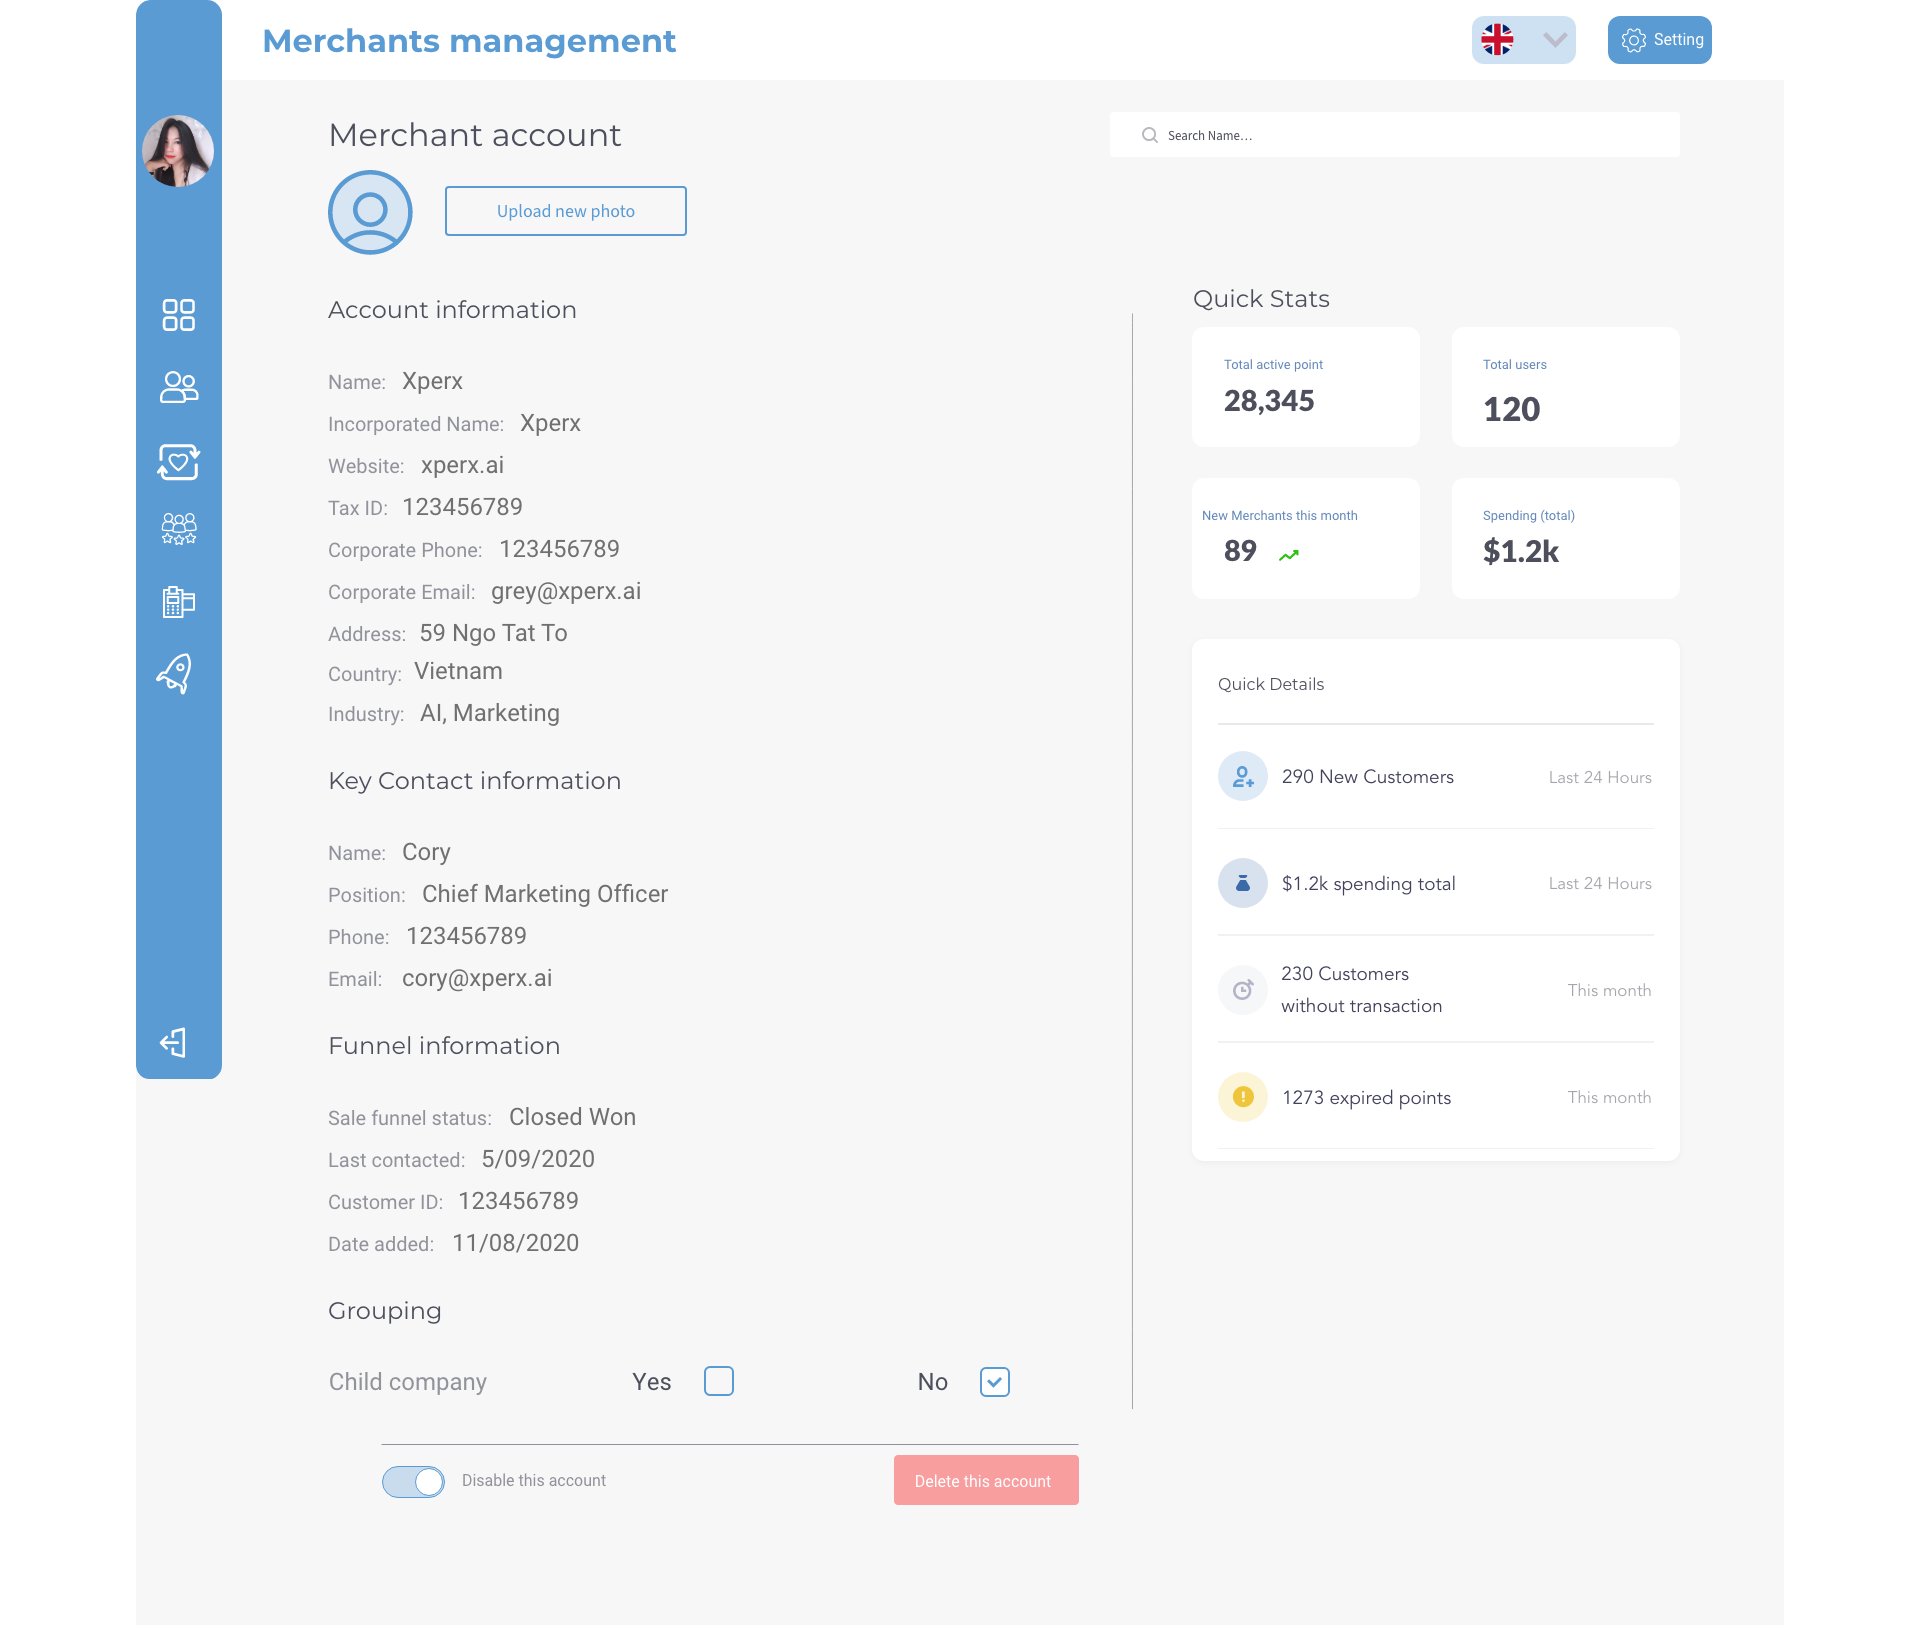 Merchants management
Setting
Merchant account
Search Name...
Upload new photo
Account information
Name: Xperx
Incorporated Name: Xperx
Website: xperx.ai
Tax ID: 123456789
Corporate Phone: 123456789
Corporate Email: grey@xperx.ai
Address: 59 Ngo Tat To
Country: Vietnam
Industry: AI, Marketing
Key Contact information
Name: Cory
Position: Chief Marketing Officer
Phone: 123456789
Email: cory@xperx.ai
Funnel information
Sale funnel status: Closed Won
Last contacted: 5/09/2020
Customer ID: 123456789
Date added: 11/08/2020
Grouping
Child company Yes No
Disable this account
Delete this account
Quick Stats
Total active point
28,345
Total users
120
New Merchants this month
89
Spending (total)
$1.2k
Quick Details
290 New Customers Last 24 Hours
$1.2k spending total Last 24 Hours
230 Customers
without transaction This month
1273 expired points This month